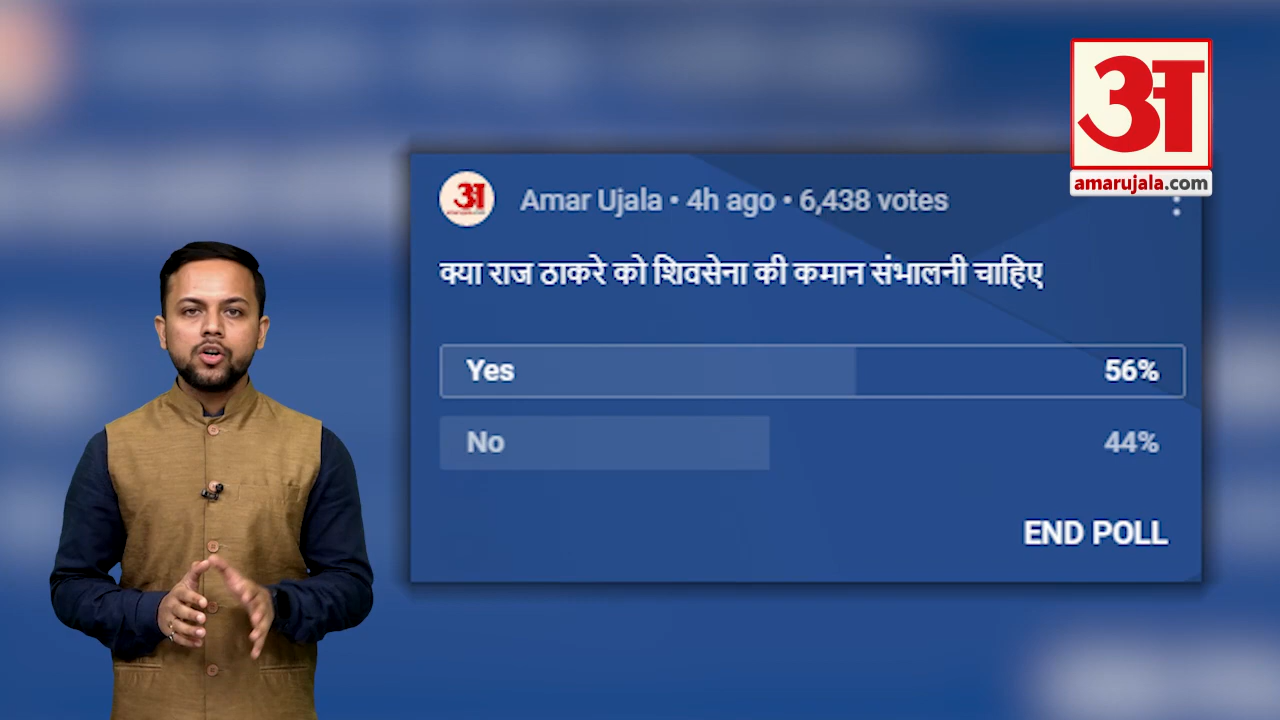 अ
amarujala.com
अ
Amar Ujala • 4h ago • 6,438 votes
क्या राज ठाकरे को शिवसेना की कमान संभालनी चाहिए
Yes 56%
No 44%
END POLL